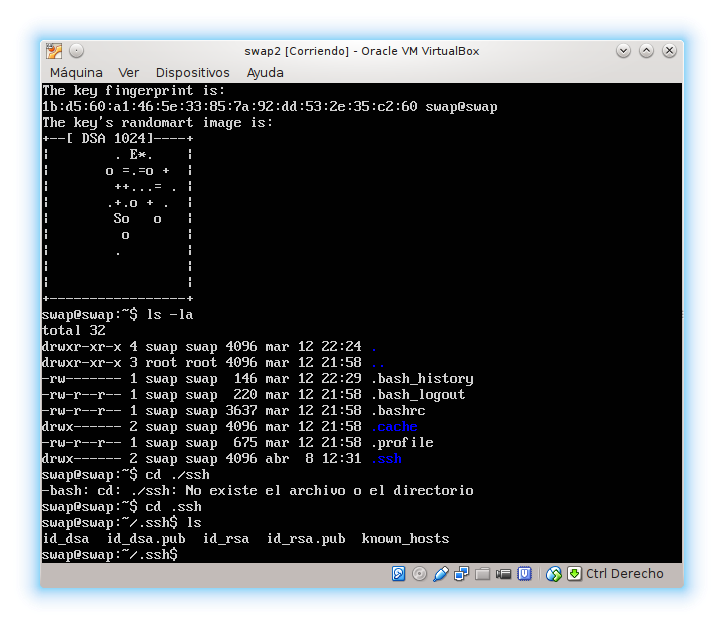 swap2 [Corriendo] - Oracle VM VirtualBox
Máquina Ver Dispositivos Ayuda
The key fingerprint is:
1b:d5:60:a1:46:5e:33:85:7a:92:dd:53:2e:35:c2:60 swap@swap
The key's randomart image is:
+--[ DSA 1024]----+
|        . E*.    |
|       o =.=o +  |
|        ++...= . |
|       .+.o + .  |
|        So   o   |
|         o       |
|        .        |
|                 |
|                 |
+-----------------+
swap@swap:~$ ls -la
total 32
drwxr-xr-x 4 swap swap 4096 mar 12 22:24 .
drwxr-xr-x 3 root root 4096 mar 12 21:58 ..
-rw------- 1 swap swap  146 mar 12 22:29 .bash_history
-rw-r--r-- 1 swap swap  220 mar 12 21:58 .bash_logout
-rw-r--r-- 1 swap swap 3637 mar 12 21:58 .bashrc
drwx------ 2 swap swap 4096 mar 12 21:58 .cache
-rw-r--r-- 1 swap swap  675 mar 12 21:58 .profile
drwx------ 2 swap swap 4096 abr  8 12:31 .ssh
swap@swap:~$ cd ./ssh
-bash: cd: ./ssh: No existe el archivo o el directorio
swap@swap:~$ cd .ssh
swap@swap:~/.ssh$ ls
id_dsa  id_dsa.pub  id_rsa  id_rsa.pub  known_hosts
swap@swap:~/.ssh$
Ctrl Derecho